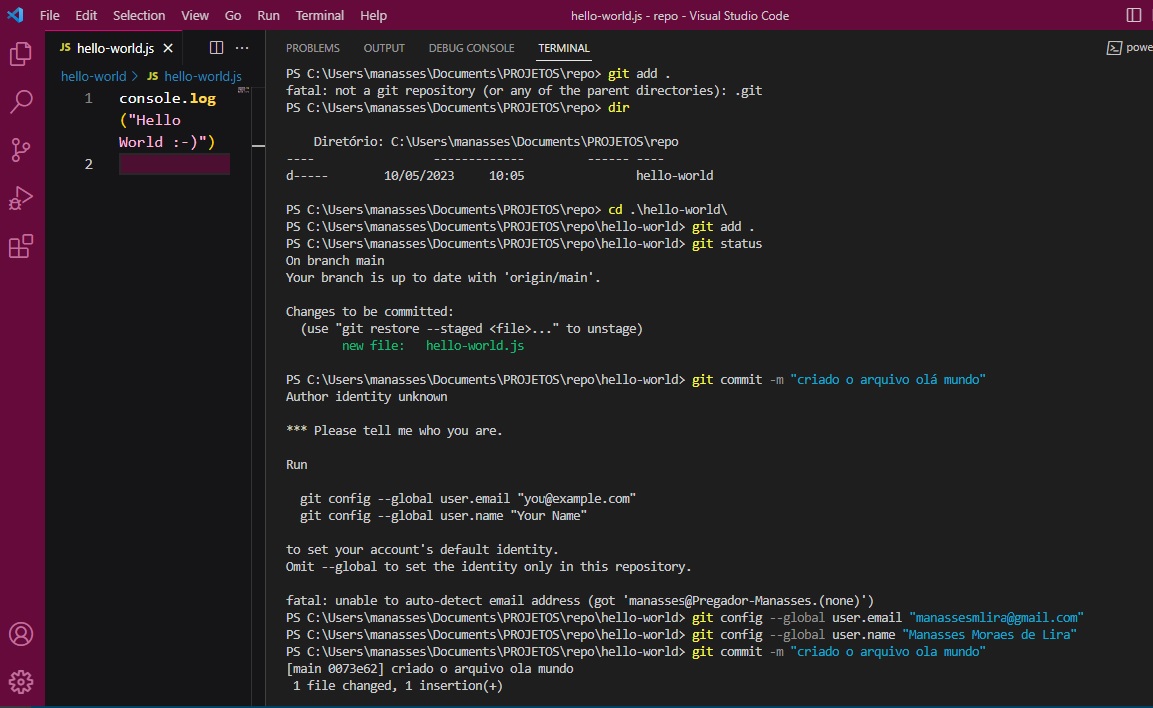 File Edit Selection View Go Run Terminal Help
hello-world.js - repo - Visual Studio Code
JS hello-world.js
hello-world > JS hello-world.js
1 console.log
("Hello
World :-)")
2
PROBLEMS OUTPUT DEBUG CONSOLE TERMINAL
powe
PS C:\Users\manasses\Documents\PROJETOS\repo> git add .
fatal: not a git repository (or any of the parent directories): .git
PS C:\Users\manasses\Documents\PROJETOS\repo> dir
Diretório: C:\Users\manasses\Documents\PROJETOS\repo
---- ------------- ------ ----
d----- 10/05/2023 10:05 hello-world
PS C:\Users\manasses\Documents\PROJETOS\repo> cd .\hello-world\
PS C:\Users\manasses\Documents\PROJETOS\repo\hello-world> git add .
PS C:\Users\manasses\Documents\PROJETOS\repo\hello-world> git status
On branch main
Your branch is up to date with 'origin/main'.
Changes to be committed:
(use "git restore --staged <file>..." to unstage)
new file: hello-world.js
PS C:\Users\manasses\Documents\PROJETOS\repo\hello-world> git commit -m "criado o arquivo olá mundo"
Author identity unknown
*** Please tell me who you are.
Run
git config --global user.email "you@example.com"
git config --global user.name "Your Name"
to set your account's default identity.
Omit --global to set the identity only in this repository.
fatal: unable to auto-detect email address (got 'manasses@Pregador-Manasses.(none)')
PS C:\Users\manasses\Documents\PROJETOS\repo\hello-world> git config --global user.email "manassesmlira@gmail.com"
PS C:\Users\manasses\Documents\PROJETOS\repo\hello-world> git config --global user.name "Manasses Moraes de Lira"
PS C:\Users\manasses\Documents\PROJETOS\repo\hello-world> git commit -m "criado o arquivo ola mundo"
[main 0073e62] criado o arquivo ola mundo
1 file changed, 1 insertion(+)